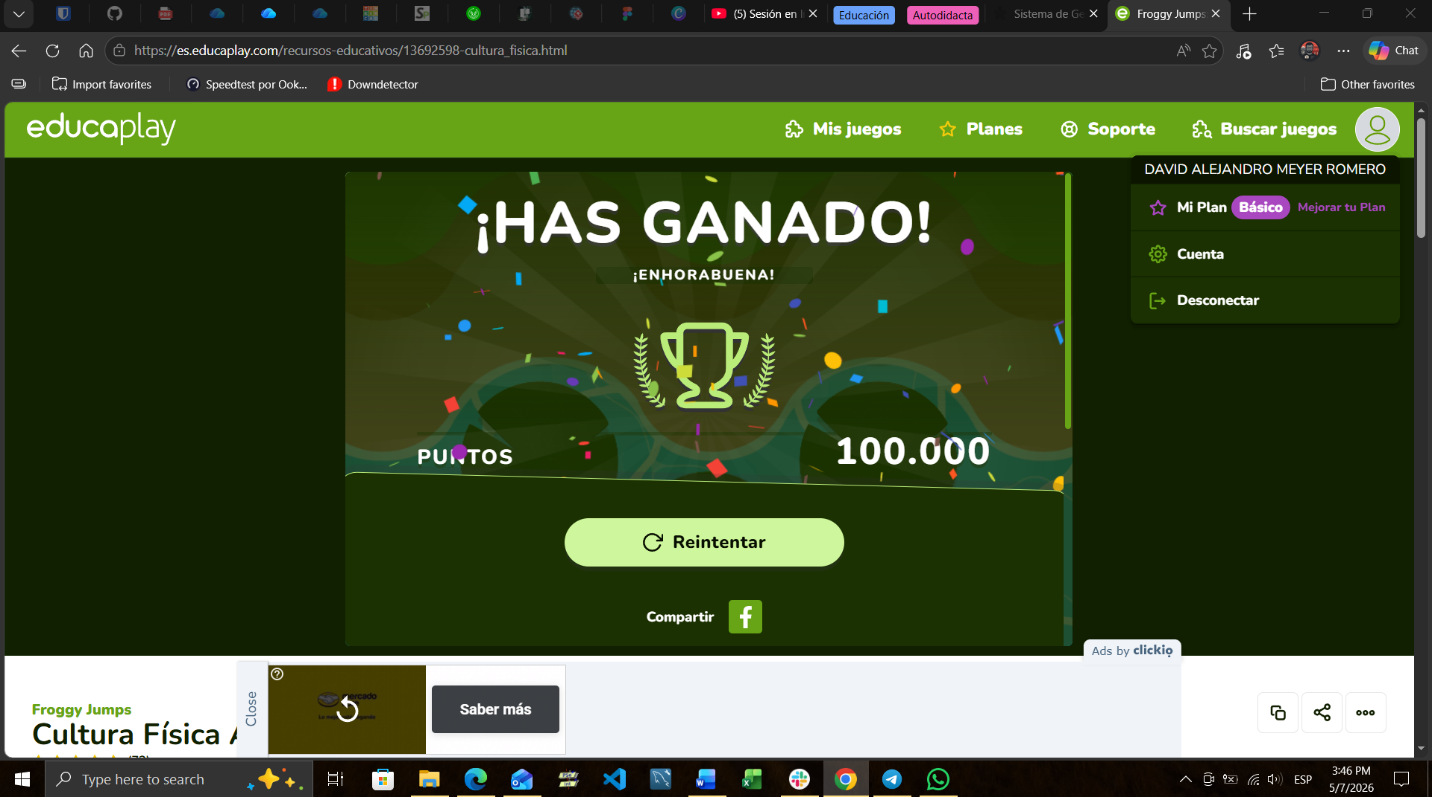 (5) Sesión en l
Educación
Autodidacta
Sistema de Ge
Froggy Jumps
https://es.educaplay.com/recursos-educativos/13692598-cultura_fisica.html
Chat
Import favorites
Speedtest por Ook...
Downdetector
Other favorites
educaplay
Mis juegos
Planes
Soporte
Buscar juegos
DAVID ALEJANDRO MEYER ROMERO
Mi Plan Básico Mejorar tu Plan
Cuenta
Desconectar
¡HAS GANADO!
¡ENHORABUENA!
PUNTOS
100.000
Reintentar
Compartir
Ads by clickio
Close
Saber más
Froggy Jumps
Cultura Física
Type here to search
ESP
3:46 PM
5/7/2026